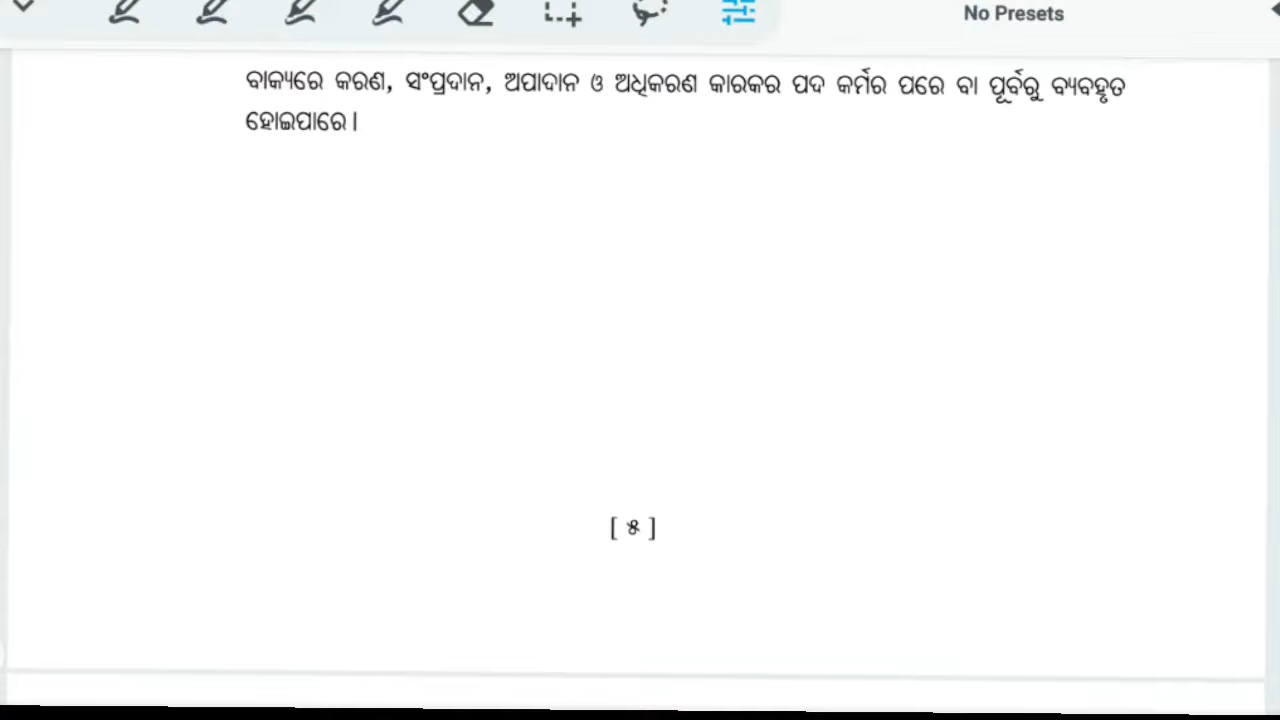 No Presets
ବାକ୍ୟରେ କରଣ, ସଂପ୍ରଦାନ, ଅପାଦାନ ଓ ଅଧିକରଣ କାରକର ପଦ କର୍ମର ପରେ ବା ପୂର୍ବରୁ ବ୍ୟବହୃତ
ହୋଇପାରେ।
[ ୫ ]